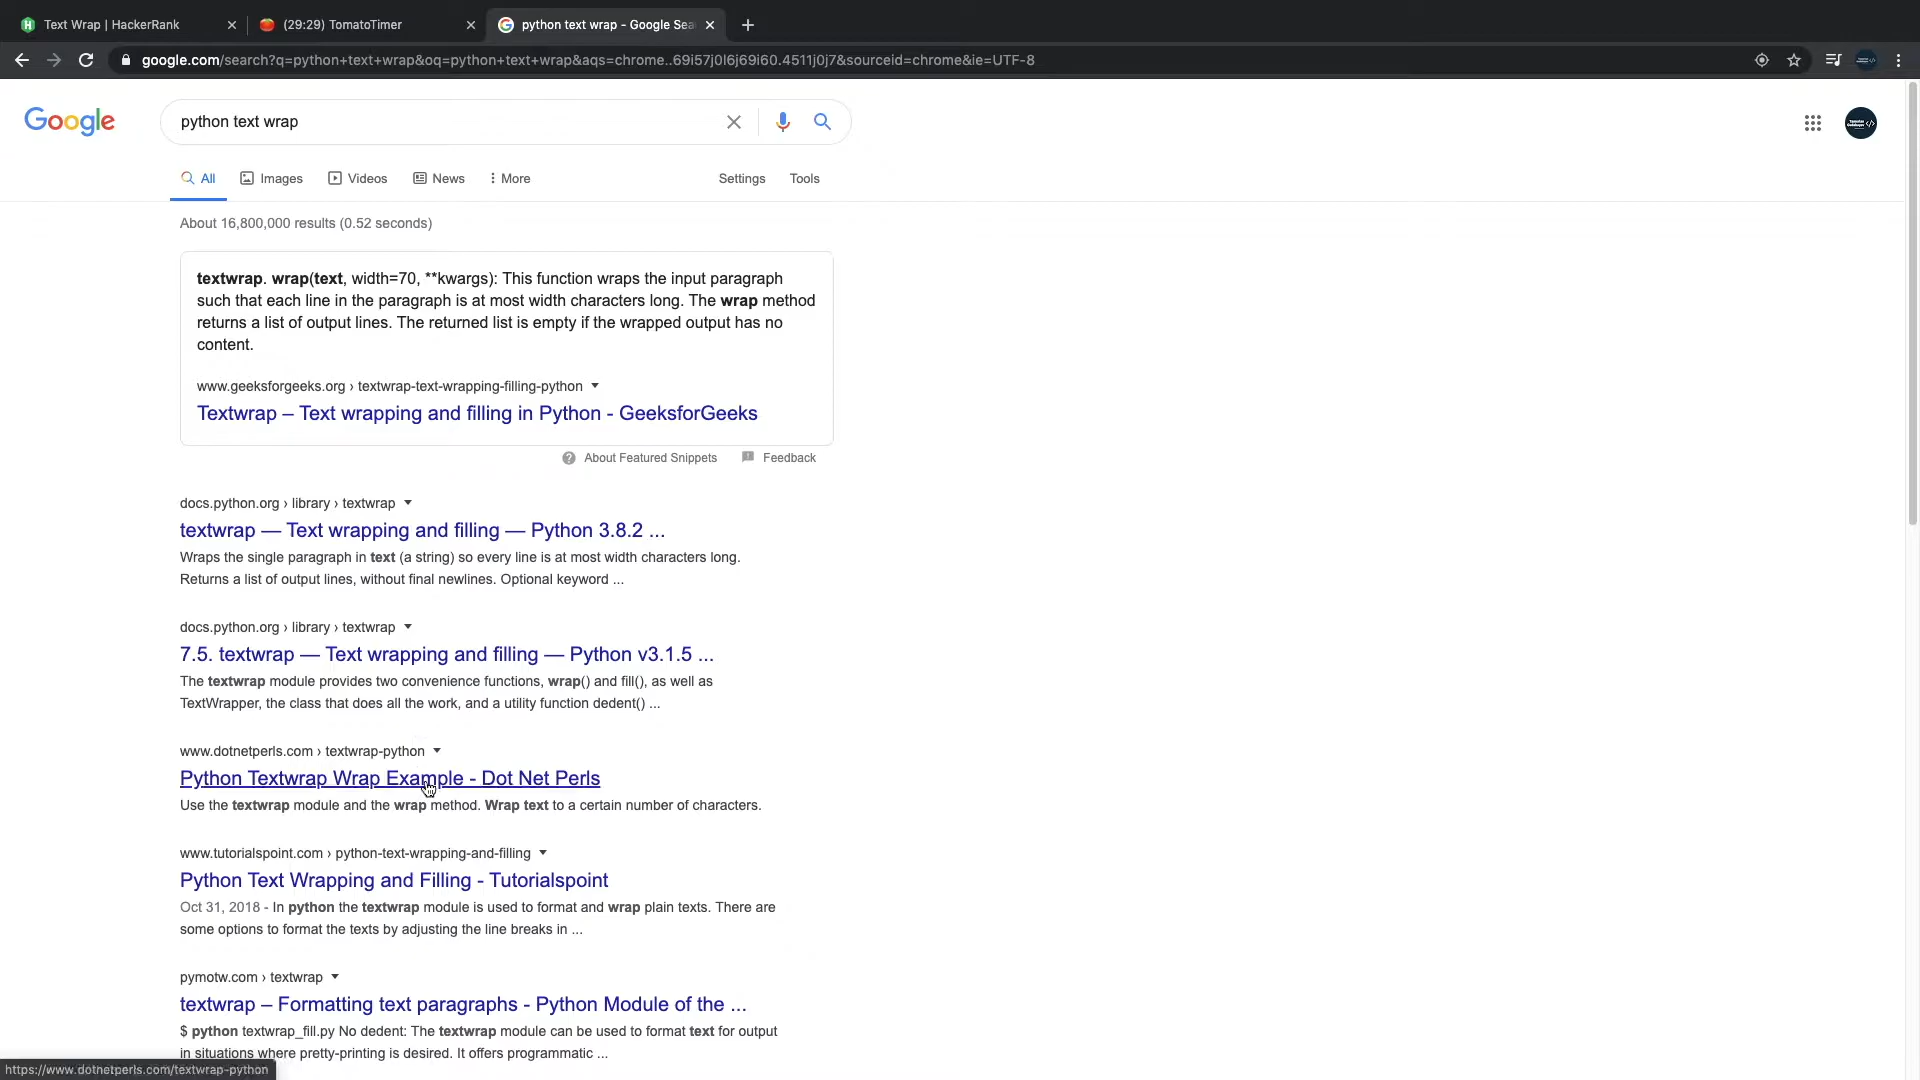 Text Wrap | HackerRank
(29:29) TomatoTimer
python text wrap - Google Sea
google.com/search?q=python+text+wrap&oq=python+text+wrap&aqs=chrome..69i57j0l6j69i60.4511j0j7&sourceid=chrome&ie=UTF-8
Google
python text wrap
All
Images
Videos
News
More
Settings
Tools
About 16,800,000 results (0.52 seconds)
textwrap. wrap(text, width=70, **kwargs): This function wraps the input paragraph
such that each line in the paragraph is at most width characters long. The wrap method
returns a list of output lines. The returned list is empty if the wrapped output has no
content.
www.geeksforgeeks.org › textwrap-text-wrapping-filling-python
Textwrap – Text wrapping and filling in Python - GeeksforGeeks
About Featured Snippets
Feedback
docs.python.org › library › textwrap
textwrap — Text wrapping and filling — Python 3.8.2 ...
Wraps the single paragraph in text (a string) so every line is at most width characters long.
Returns a list of output lines, without final newlines. Optional keyword ...
docs.python.org › library › textwrap
7.5. textwrap — Text wrapping and filling — Python v3.1.5 ...
The textwrap module provides two convenience functions, wrap() and fill(), as well as
TextWrapper, the class that does all the work, and a utility function dedent() ...
www.dotnetperls.com › textwrap-python
Python Textwrap Wrap Example - Dot Net Perls
Use the textwrap module and the wrap method. Wrap text to a certain number of characters.
www.tutorialspoint.com › python-text-wrapping-and-filling
Python Text Wrapping and Filling - Tutorialspoint
Oct 31, 2018 - In python the textwrap module is used to format and wrap plain texts. There are
some options to format the texts by adjusting the line breaks in ...
pymotw.com › textwrap
textwrap – Formatting text paragraphs - Python Module of the ...
$ python textwrap_fill.py No dedent: The textwrap module can be used to format text for output
in situations where pretty-printing is desired. It offers programmatic ...
https://www.dotnetperls.com/textwrap-python